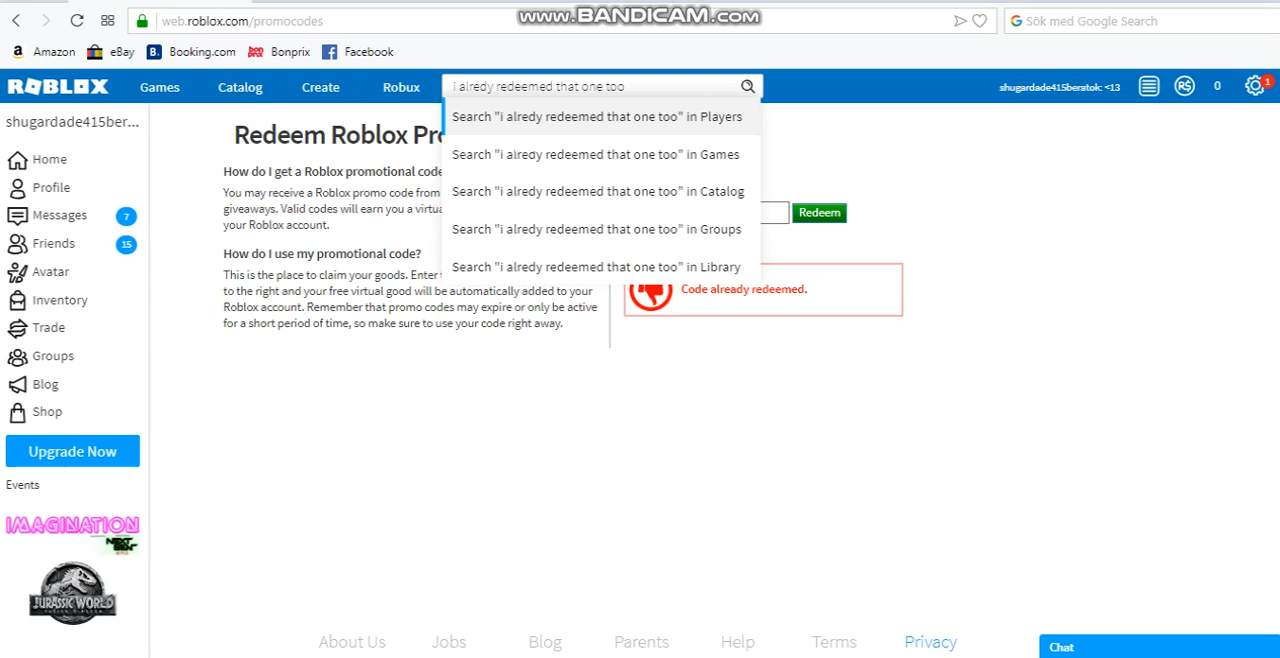 www.BANDICAM.com
web.roblox.com/promocodes
Sök med Google Search
Amazon eBay Booking.com Bonprix Facebook
ROBLOX Games Catalog Create Robux i alredy redeemed that one too shugardade415beratok: <13 0 1
Search "i alredy redeemed that one too" in Players
Search "i alredy redeemed that one too" in Games
Search "i alredy redeemed that one too" in Catalog
Search "i alredy redeemed that one too" in Groups
Search "i alredy redeemed that one too" in Library
shugardade415ber...
Home
Profile
Messages 7
Friends 15
Avatar
Inventory
Trade
Groups
Blog
Shop
Upgrade Now
Events
IMAGINATION
NEXT GEN
JURASSIC WORLD
Redeem Roblox Pro
How do I get a Roblox promotional code
You may receive a Roblox promo code from
giveaways. Valid codes will earn you a virtua
your Roblox account.
How do I use my promotional code?
This is the place to claim your goods. Enter
to the right and your free virtual good will be automatically added to your
Roblox account. Remember that promo codes may expire or only be active
for a short period of time, so make sure to use your code right away.
Redeem
Code already redeemed.
About Us Jobs Blog Parents Help Terms Privacy
Chat